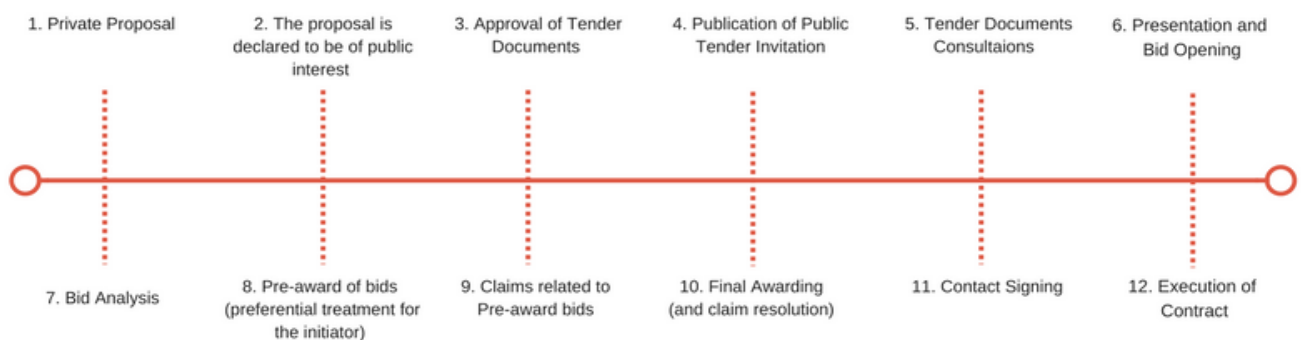 1. Private Proposal
2. The proposal is
declared to be of public
interest
3. Approval of Tender
Documents
4. Publication of Public
Tender Invitation
5. Tender Documents
Consultaions
6. Presentation and
Bid Opening
7. Bid Analysis
8. Pre-award of bids
(preferential treatment for
the initiator)
9. Claims related to
Pre-award bids
10. Final Awarding
(and claim resolution)
11. Contact Signing
12. Execution of
Contract